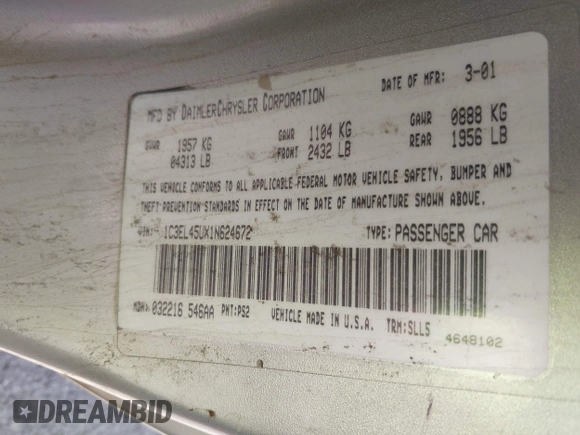 MFD BY DAIMLERCHRYSLER CORPORATION DATE OF MFR: 3-01
GVWR 1957 KG GAWR 1104 KG GAWR 0888 KG
04313 LB FRONT 2432 LB REAR 1956 LB
THIS VEHICLE CONFORMS TO ALL APPLICABLE FEDERAL MOTOR VEHICLE SAFETY, BUMPER AND
THEFT PREVENTION STANDARDS IN EFFECT ON THE DATE OF MANUFACTURE SHOWN ABOVE.
VIN: 1C3EL45UX1N624672 TYPE: PASSENGER CAR
MDH: 032216 546AA PNT: PS2 VEHICLE MADE IN U.S.A. TRM: SLL5
4648102
DREAMBID